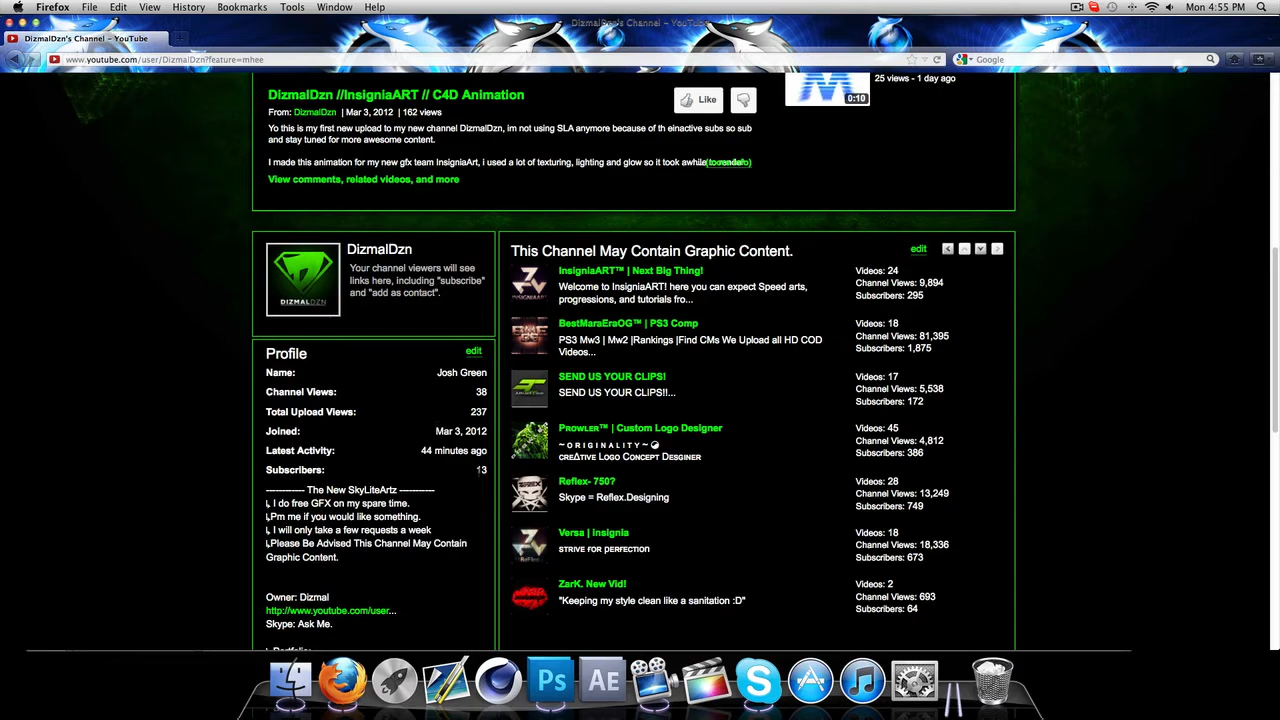 Firefox File Edit View History Bookmarks Tools Window Help Mon 4:55 PM
DizmalDzn's Channel – YouTube
DizmalDzn's Channel – YouTube
www.youtube.com/user/DizmalDzn?feature=mhee
Google
DizmalDzn //InsigniaART // C4D Animation
Like
From: DizmalDzn | Mar 3, 2012 | 162 views
Yo this is my first new upload to my new channel DizmalDzn, im not using SLA anymore because of th einactive subs so sub
and stay tuned for more awesome content.
I made this animation for my new gfx team InsigniaArt, i used a lot of texturing, lighting and glow so it took awhile
View comments, related videos, and more
0:10
25 views - 1 day ago
DIZMALDZN
DizmalDzn
Your channel viewers will see
links here, including "subscribe"
and "add as contact".
Profile edit
Name: Josh Green
Channel Views: 38
Total Upload Views: 237
Joined: Mar 3, 2012
Latest Activity: 44 minutes ago
Subscribers: 13
------------ The New SkyLiteArtz ------------
I do free GFX on my spare time.
Pm me if you would like something.
I will only take a few requests a week
Please Be Advised This Channel May Contain
Graphic Content.
Owner: Dizmal
http://www.youtube.com/user...
Skype: Ask Me.
This Channel May Contain Graphic Content. edit
InsigniaART™ | Next Big Thing!
Welcome to InsigniaART! here you can expect Speed arts,
progressions, and tutorials fro...
Videos: 24
Channel Views: 9,894
Subscribers: 295
BestMaraEraOG™ | PS3 Comp
PS3 Mw3 | Mw2 |Rankings |Find CMs We Upload all HD COD
Videos...
Videos: 18
Channel Views: 81,395
Subscribers: 1,875
SEND US YOUR CLIPS!
SEND US YOUR CLIPS!!...
Videos: 17
Channel Views: 5,538
Subscribers: 172
Prowler™ | Custom Logo Designer
~ O R I G I N A L I T Y ~
creΔtive Logo Concept Desginer
Videos: 45
Channel Views: 4,812
Subscribers: 386
Reflex- 750?
Skype = Reflex.Designing
Videos: 28
Channel Views: 13,249
Subscribers: 749
Versa | Insignia
STRIVE FOR PERFECTION
Videos: 18
Channel Views: 18,336
Subscribers: 673
ZarK. New Vid!
"Keeping my style clean like a sanitation :D"
Videos: 2
Channel Views: 693
Subscribers: 64
Ps
AE